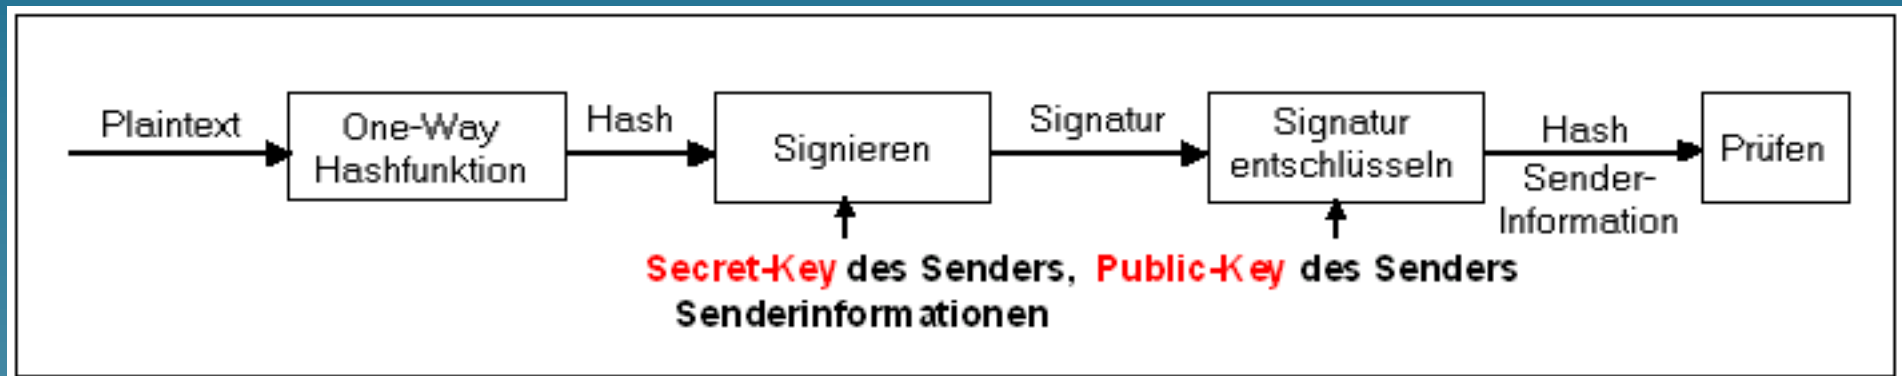 Plaintext
One-Way
Hashfunktion
Hash
Signieren
Signatur
Signatur
entschlüsseln
Hash
Sender-
Information
Prüfen
Secret-Key des Senders,
Senderinformationen
Public-Key des Senders